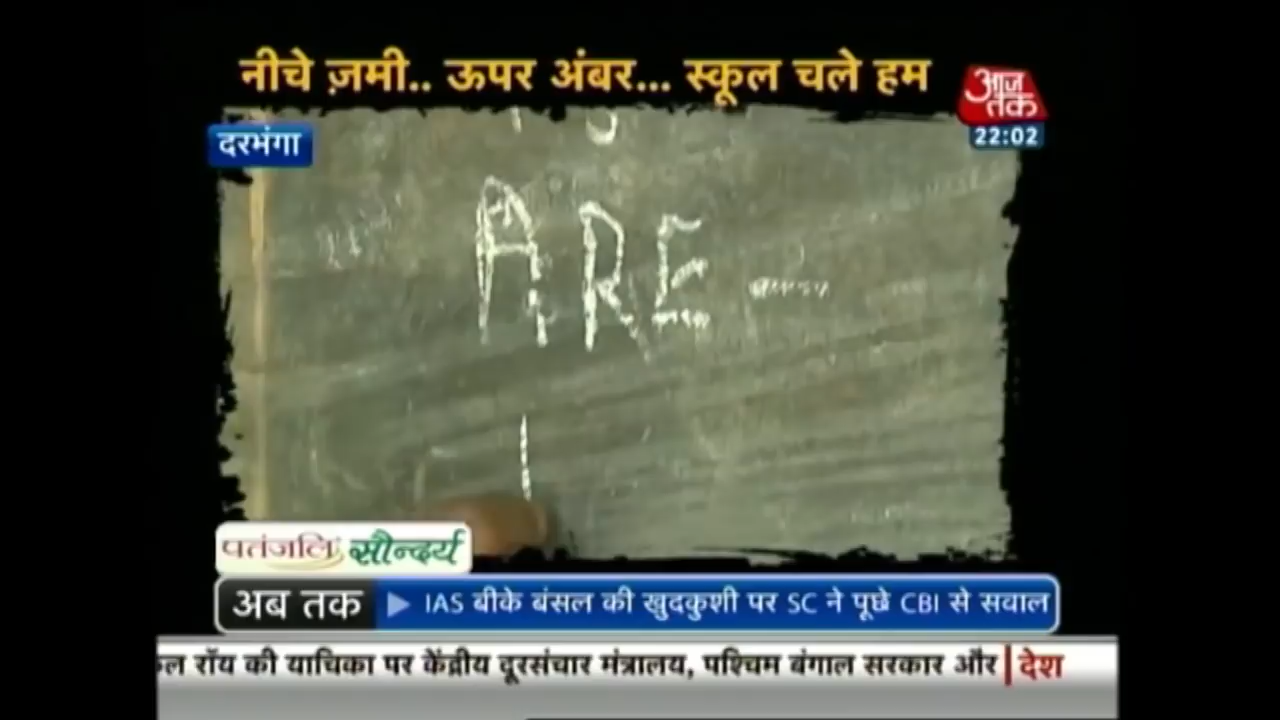 नीचे ज़मी.. ऊपर अंबर... स्कूल चले हम
आज तक
22:02
दरभंगा
ARE -
पतंजलि सौन्दर्य
अब तक
IAS बीके बंसल की खुदकुशी पर SC ने पूछे CBI से सवाल
रॉय की याचिका पर केंद्रीय दूरसंचार मंत्रालय, पश्चिम बंगाल सरकार और
देश